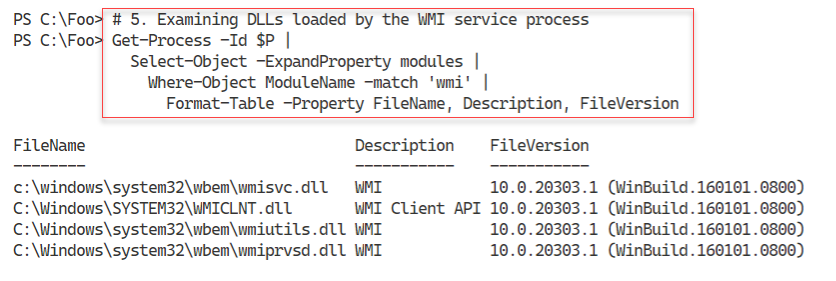 PS C:\Foo> # 5. Examining DLLs loaded by the WMI service process
PS C:\Foo> Get-Process -Id $P |
Select-Object -ExpandProperty modules |
Where-Object ModuleName -match 'wmi' |
Format-Table -Property FileName, Description, FileVersion
FileName Description FileVersion
-------- ----------- -----------
c:\windows\system32\wbem\wmisvc.dll WMI 10.0.20303.1 (WinBuild.160101.0800)
C:\Windows\SYSTEM32\WMICLNT.dll WMI Client API 10.0.20303.1 (WinBuild.160101.0800)
C:\Windows\system32\wbem\wmiutils.dll WMI 10.0.20303.1 (WinBuild.160101.0800)
C:\Windows\system32\wbem\wmiprvsd.dll WMI 10.0.20303.1 (WinBuild.160101.0800)